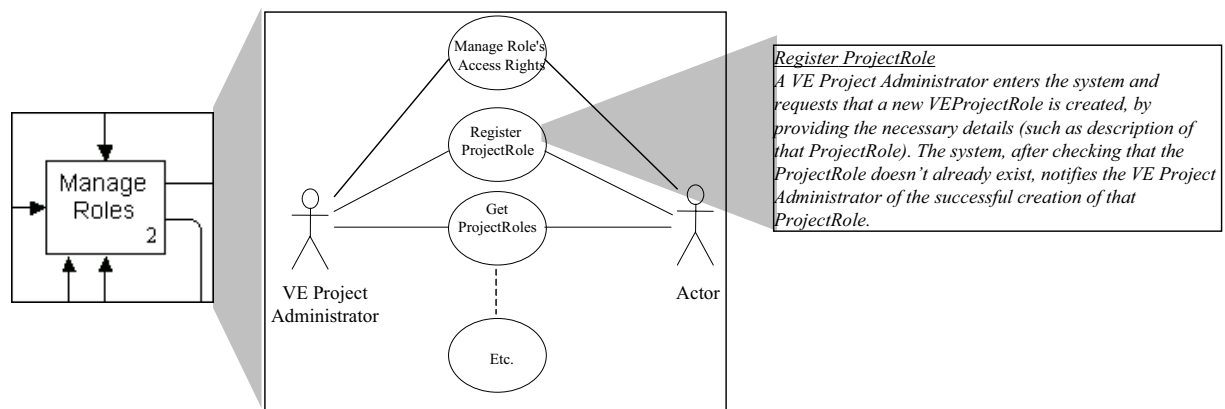 Manage
Roles
2
Manage Role's
Access Rights
Register
ProjectRole
Get
ProjectRoles
Etc.
VE Project
Administrator
Actor
Register ProjectRole
A VE Project Administrator enters the system and
requests that a new VEProjectRole is created, by
providing the necessary details (such as description of
that ProjectRole). The system, after checking that the
ProjectRole doesn't already exist, notifies the VE Project
Administrator of the successful creation of that
ProjectRole.